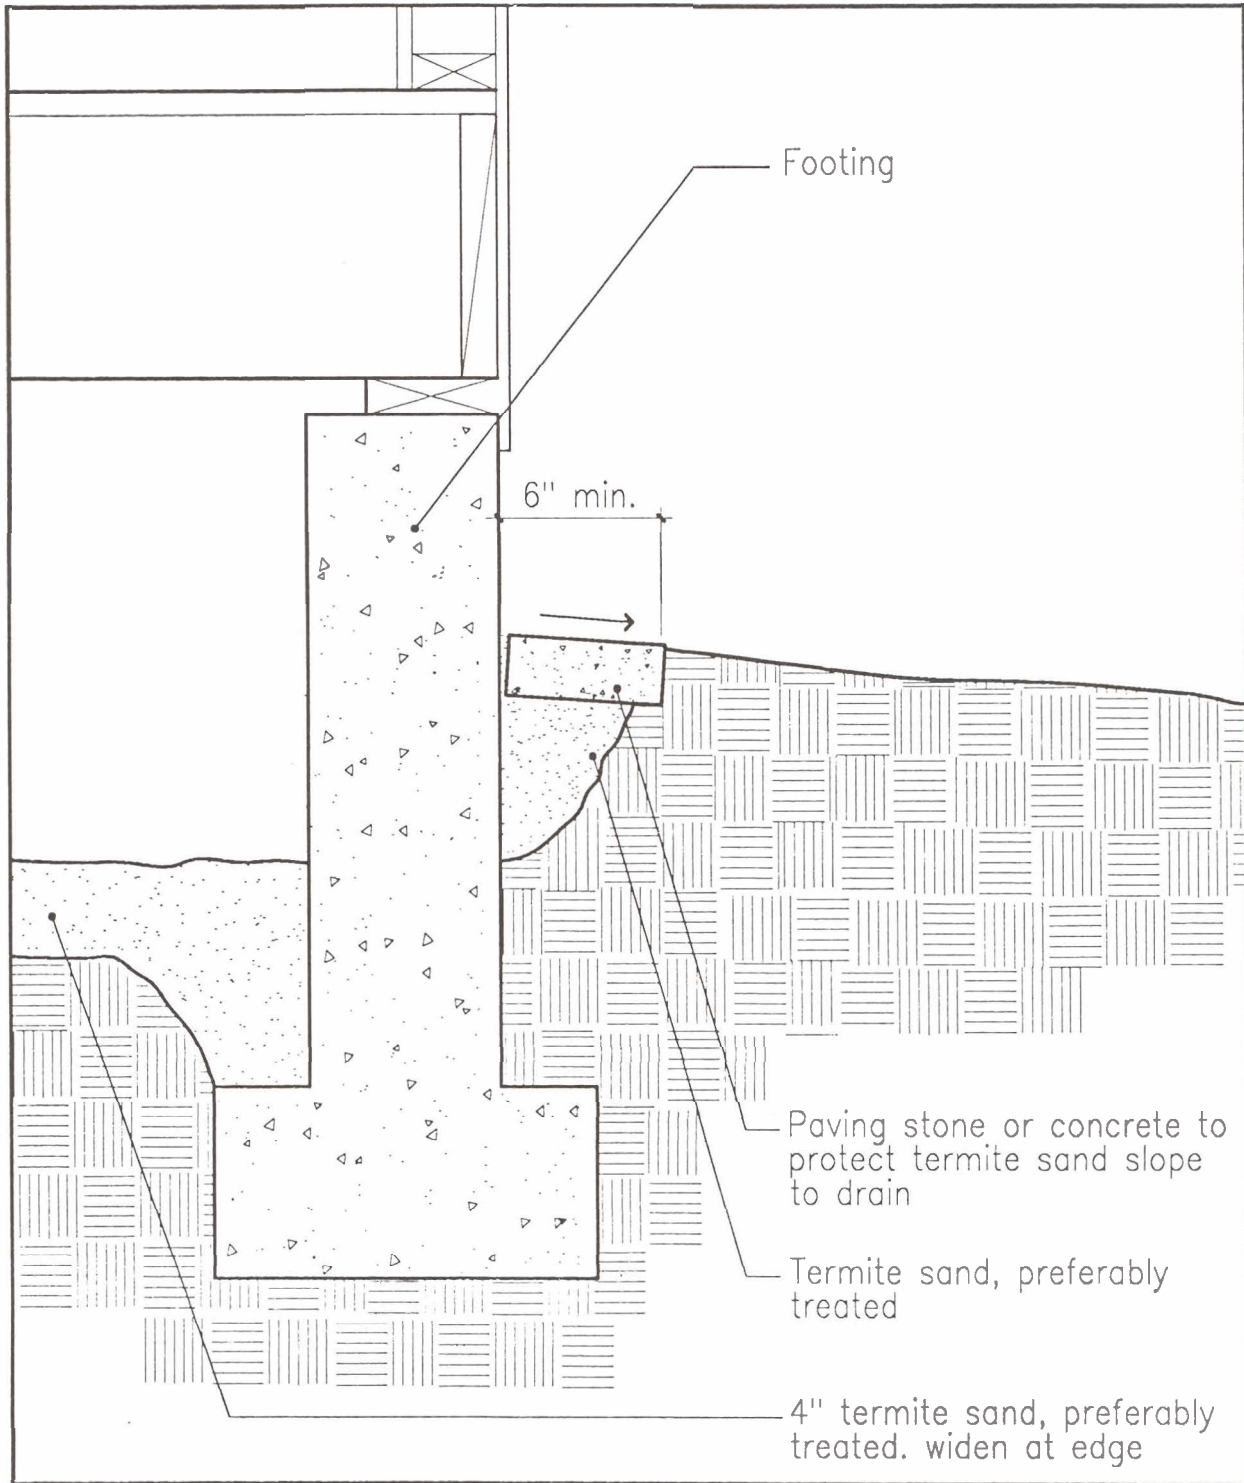 Footing
6" min.
Paving stone or concrete to
protect termite sand slope
to drain
Termite sand, preferably
treated
4" termite sand, preferably
treated. widen at edge